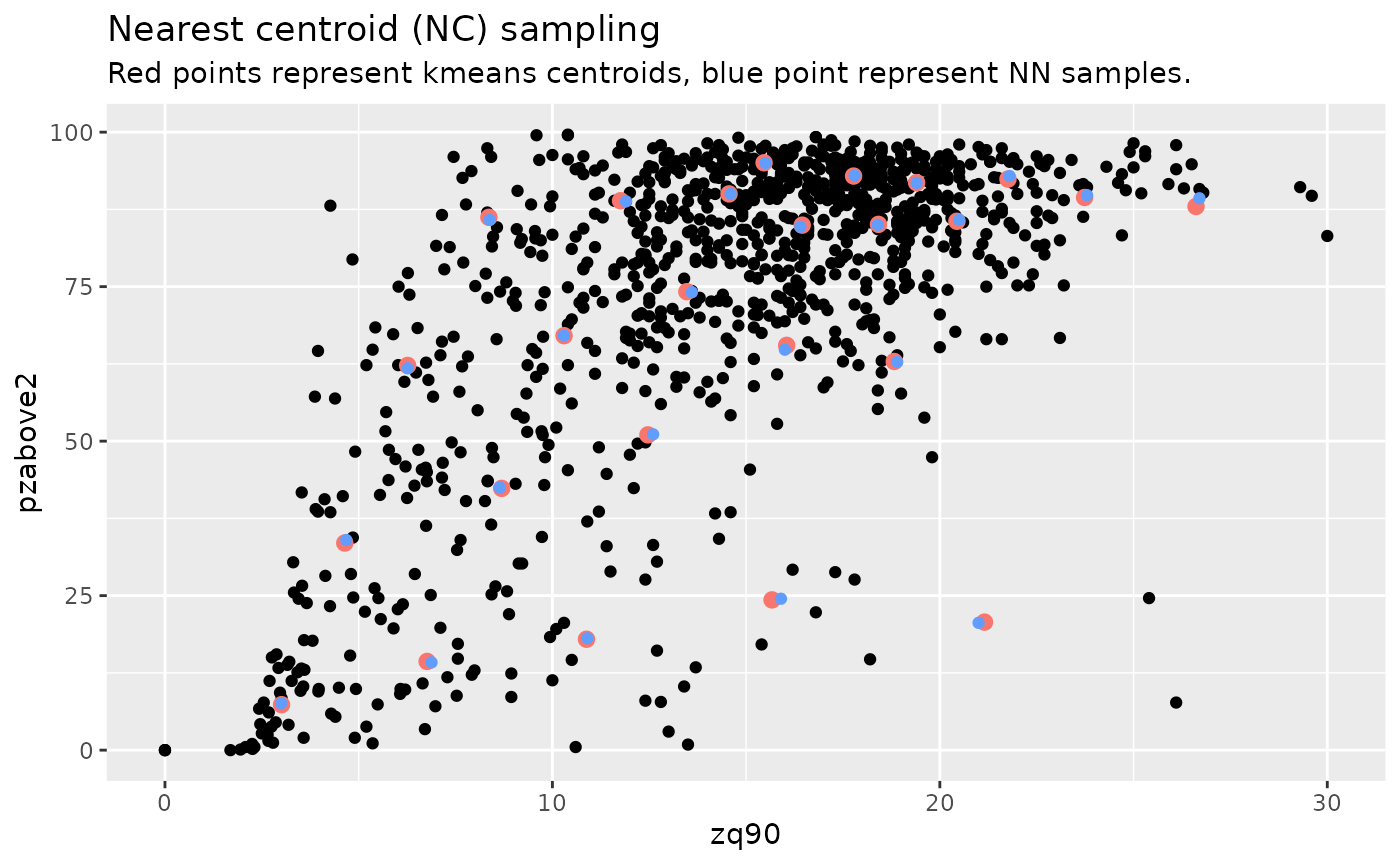 Nearest centroid (NC) sampling
Red points represent kmeans centroids, blue point represent NN samples.
100
75
50
25
0
pzabove2
0 10 20 30
zq90